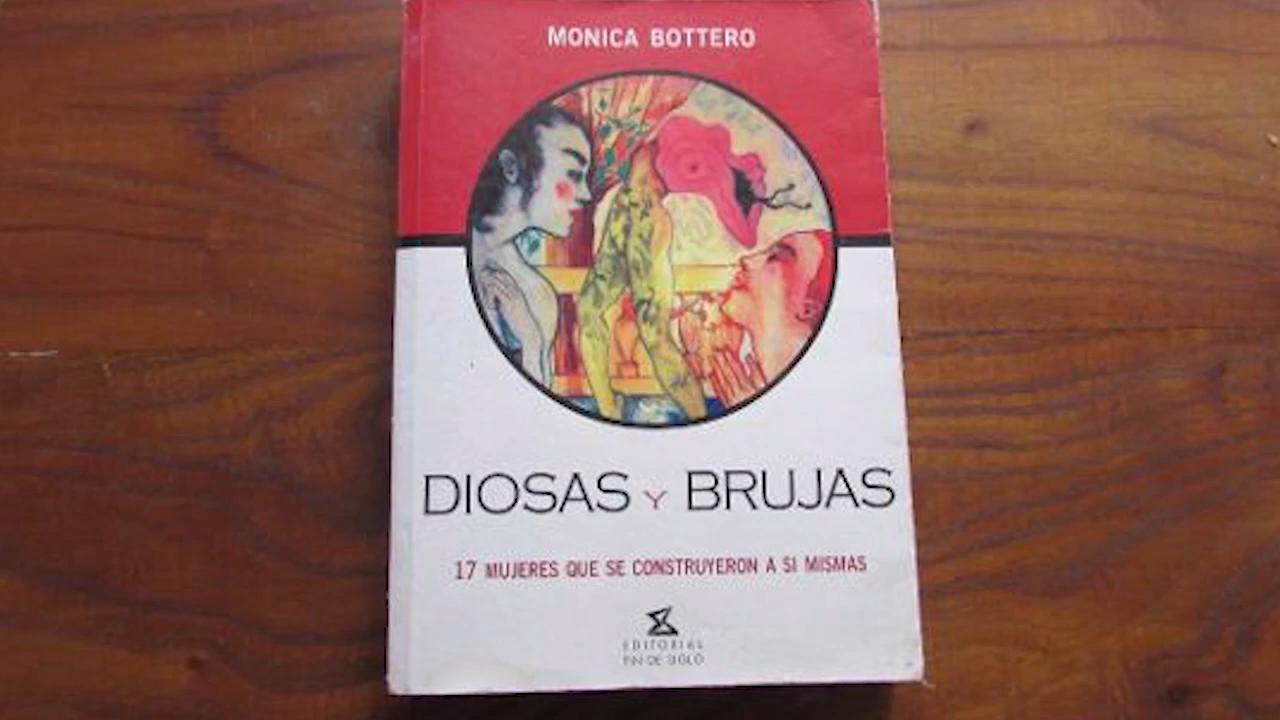 MONICA BOTTERO
DIOSAS Y BRUJAS
17 MUJERES QUE SE CONSTRUYERON A SI MISMAS
EDITORIAL
FIN DE SIGLO